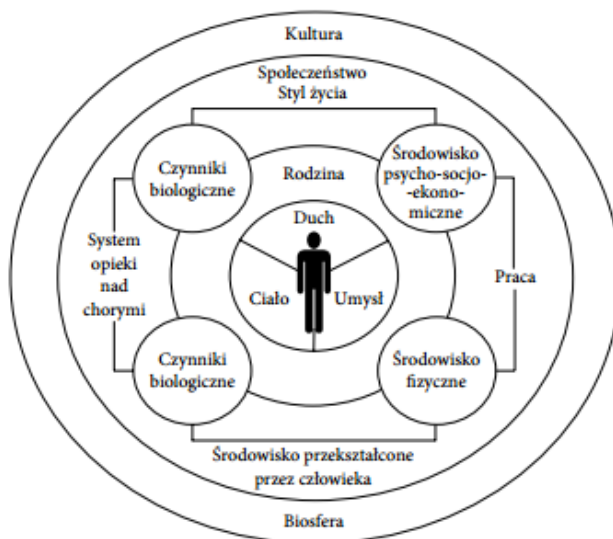 Kultura
Społeczeństwo
Styl życia
Czynniki
biologiczne
Rodzina
Środowisko
psycho-socjo-
-ekono-
miczne
Duch
System
opieki
nad
chorymi
Ciało
Umysł
Praca
Czynniki
biologiczne
Środowisko
fizyczne
Środowisko przekształcone
przez człowieka
Biosfera